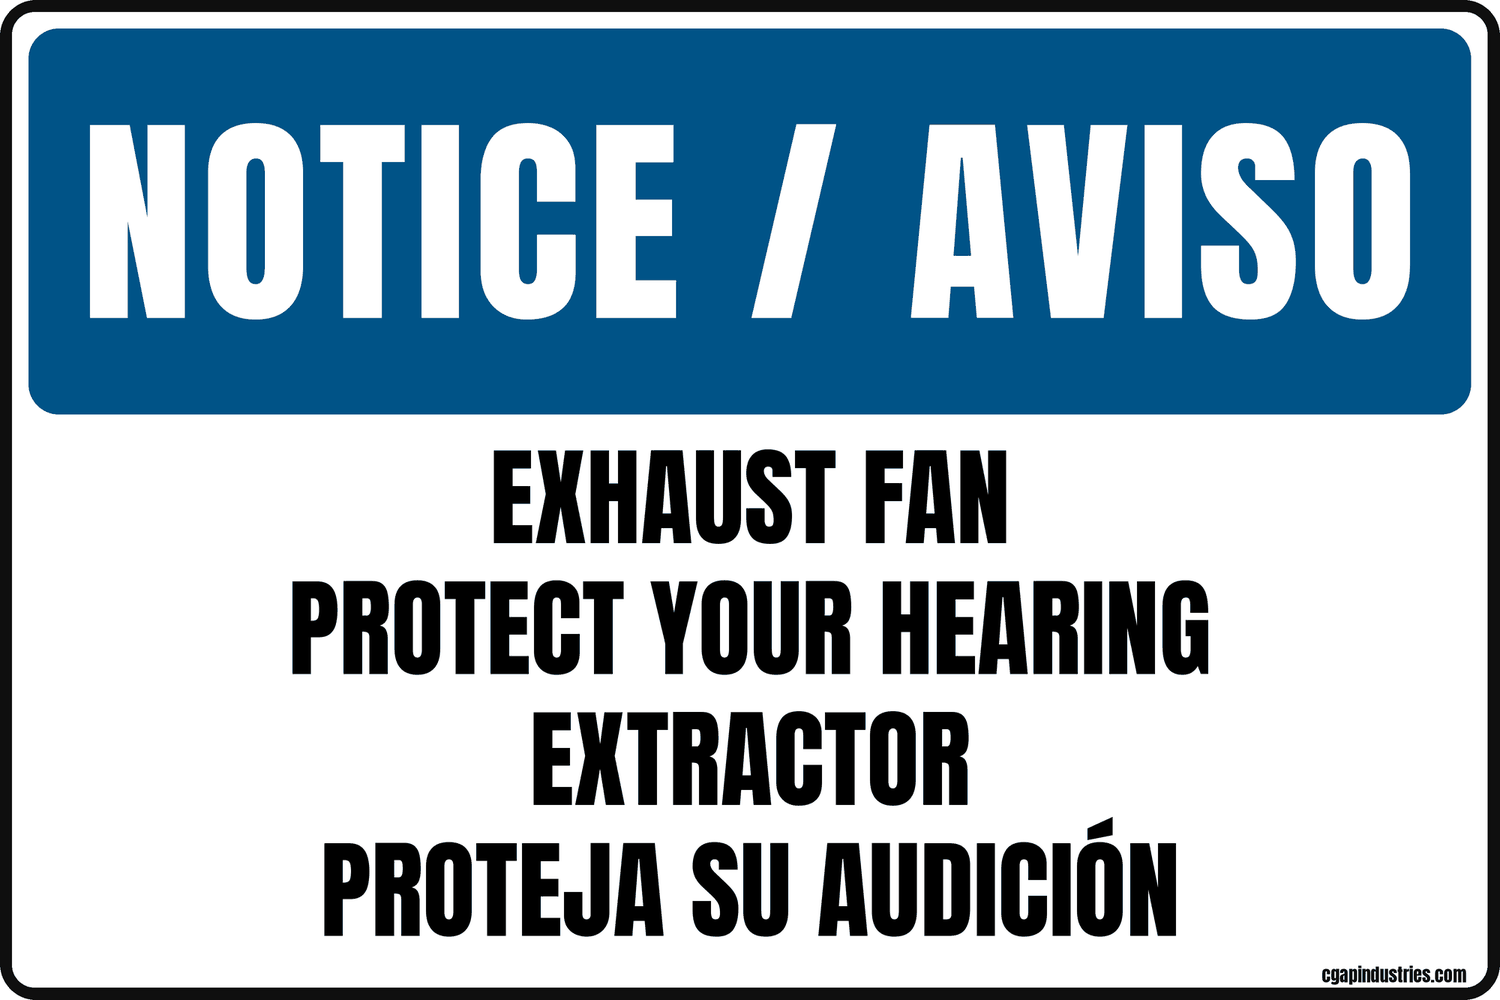 NOTICE / AVISO
EXHAUST FAN
PROTECT YOUR HEARING
EXTRACTOR
PROTEJA SU AUDICIÓN
cgapindustries.com